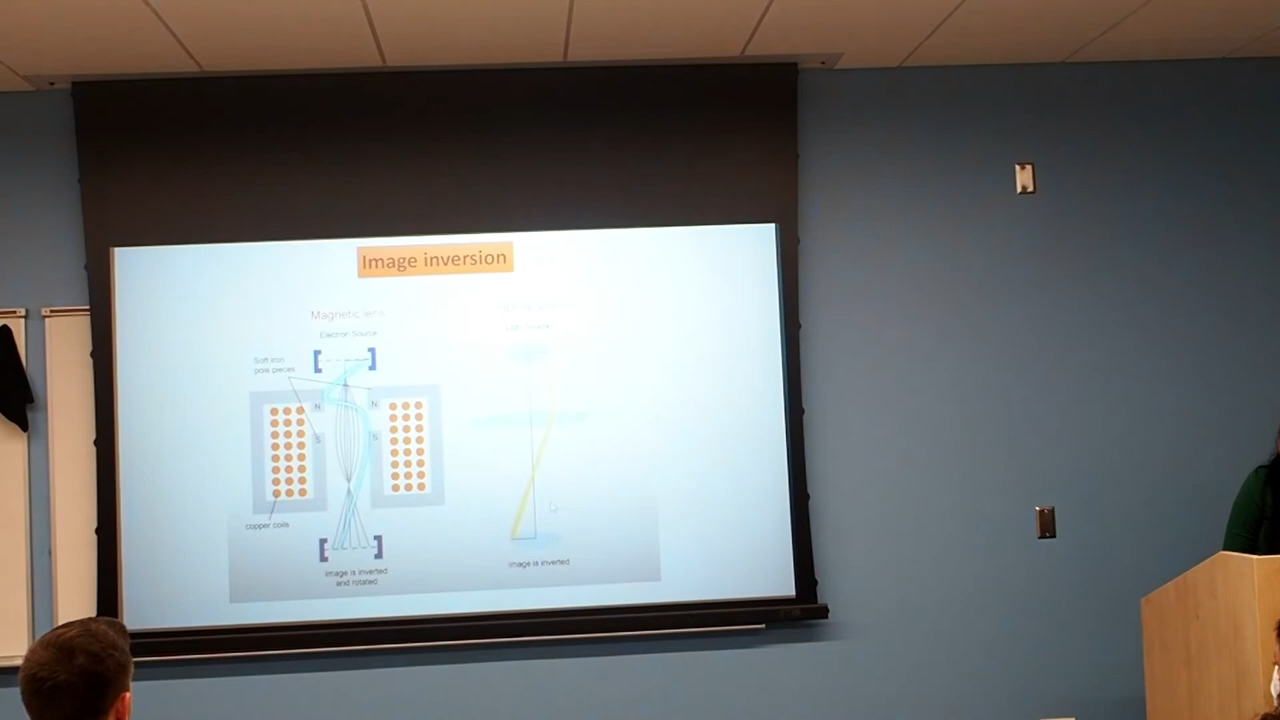 Image inversion
Magnetic lens
Electron Source
Soft iron
pole pieces
N
N
S
S
copper coils
image is inverted
and rotated
image is inverted